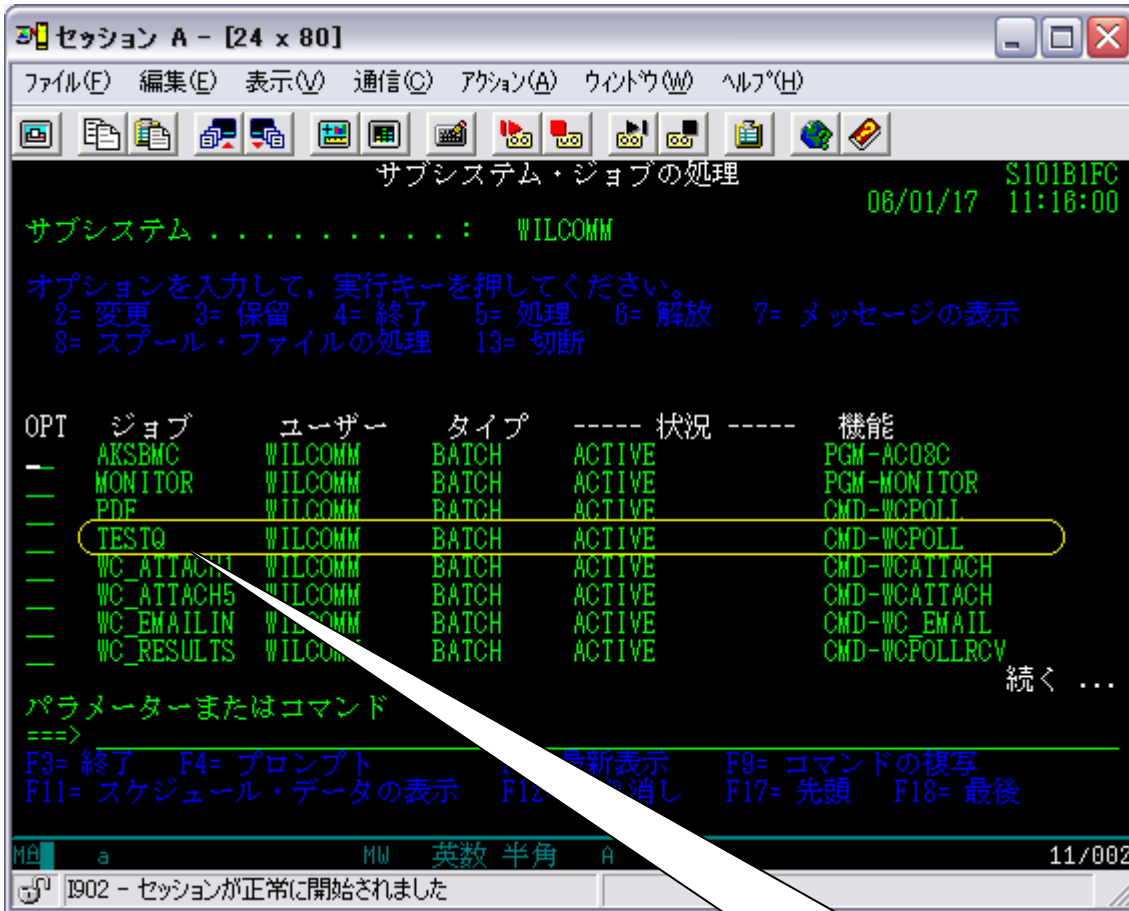 セッション A - [24 x 80]
ファイル(F) 編集(E) 表示(V) 通信(C) アクション(A) ウィンドウ(W) ヘルプ(H)
サブシステム・ジョブの処理 S101B1FC
06/01/17 11:16:00
サブシステム . . . . . . . . . . : WILCOMM
オプションを入力して, 実行キーを押してください。
2= 変更 3= 保留 4= 終了 5= 処理 6= 解放 7= メッセージの表示
8= スプール・ファイルの処理 13= 切断
OPT ジョブ ユーザー タイプ ----- 状況 ----- 機能
AKSBMC WILCOMM BATCH ACTIVE PGM-AC08C
MONITOR WILCOMM BATCH ACTIVE PGM-MONITOR
PDF WILCOMM BATCH ACTIVE CMD-WCPOLL
TESTQ WILCOMM BATCH ACTIVE CMD-WCPOLL
WC_ATTACH1 WILCOMM BATCH ACTIVE CMD-WCATTACH
WC_ATTACH5 WILCOMM BATCH ACTIVE CMD-WCATTACH
WC_EMAILIN WILCOMM BATCH ACTIVE CMD-WC_EMAIL
WC_RESULTS WILCOMM BATCH ACTIVE CMD-WCPOLLRCV
続く ...
パラメーターまたはコマンド
===>
F3= 終了 F4= プロンプト 最新表示 F9= コマンドの複写
F11= スケジュール・データの表示 F12 消し F17= 先頭 F18= 最後
MA a MW 英数 半角 A 11/002
I902 - セッションが正常に開始されました